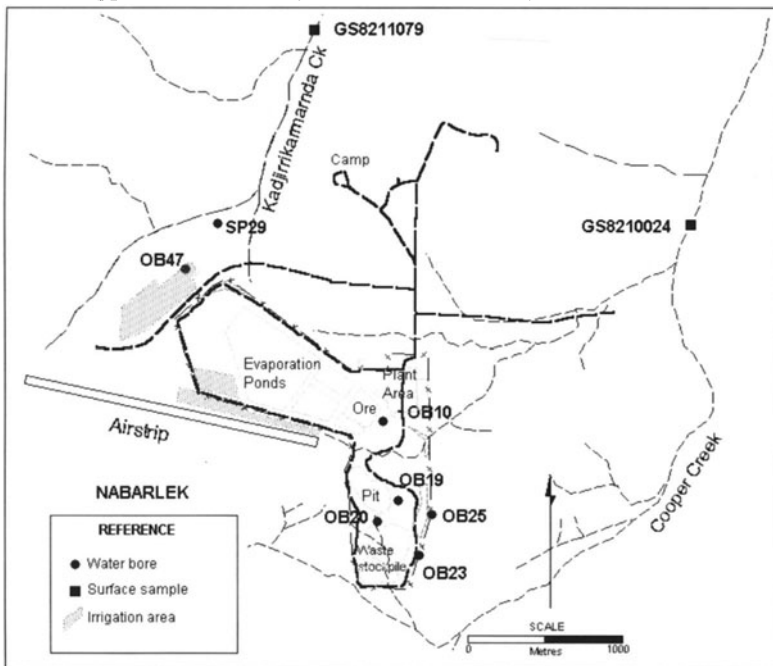 GS8211079
Kadjirrikamarnda Ck
Camp
SP29
GS8210024
OB47
Evaporation
Ponds
Plant
Area
Ore
OB10
Airstrip
OB19
NABARLEK
Pit
OB20
OB25
Cooper Creek
REFERENCE
Water bore
Waste
stockpile
OB23
Surface sample
Irrigation area
SCALE
0
Metres
1000